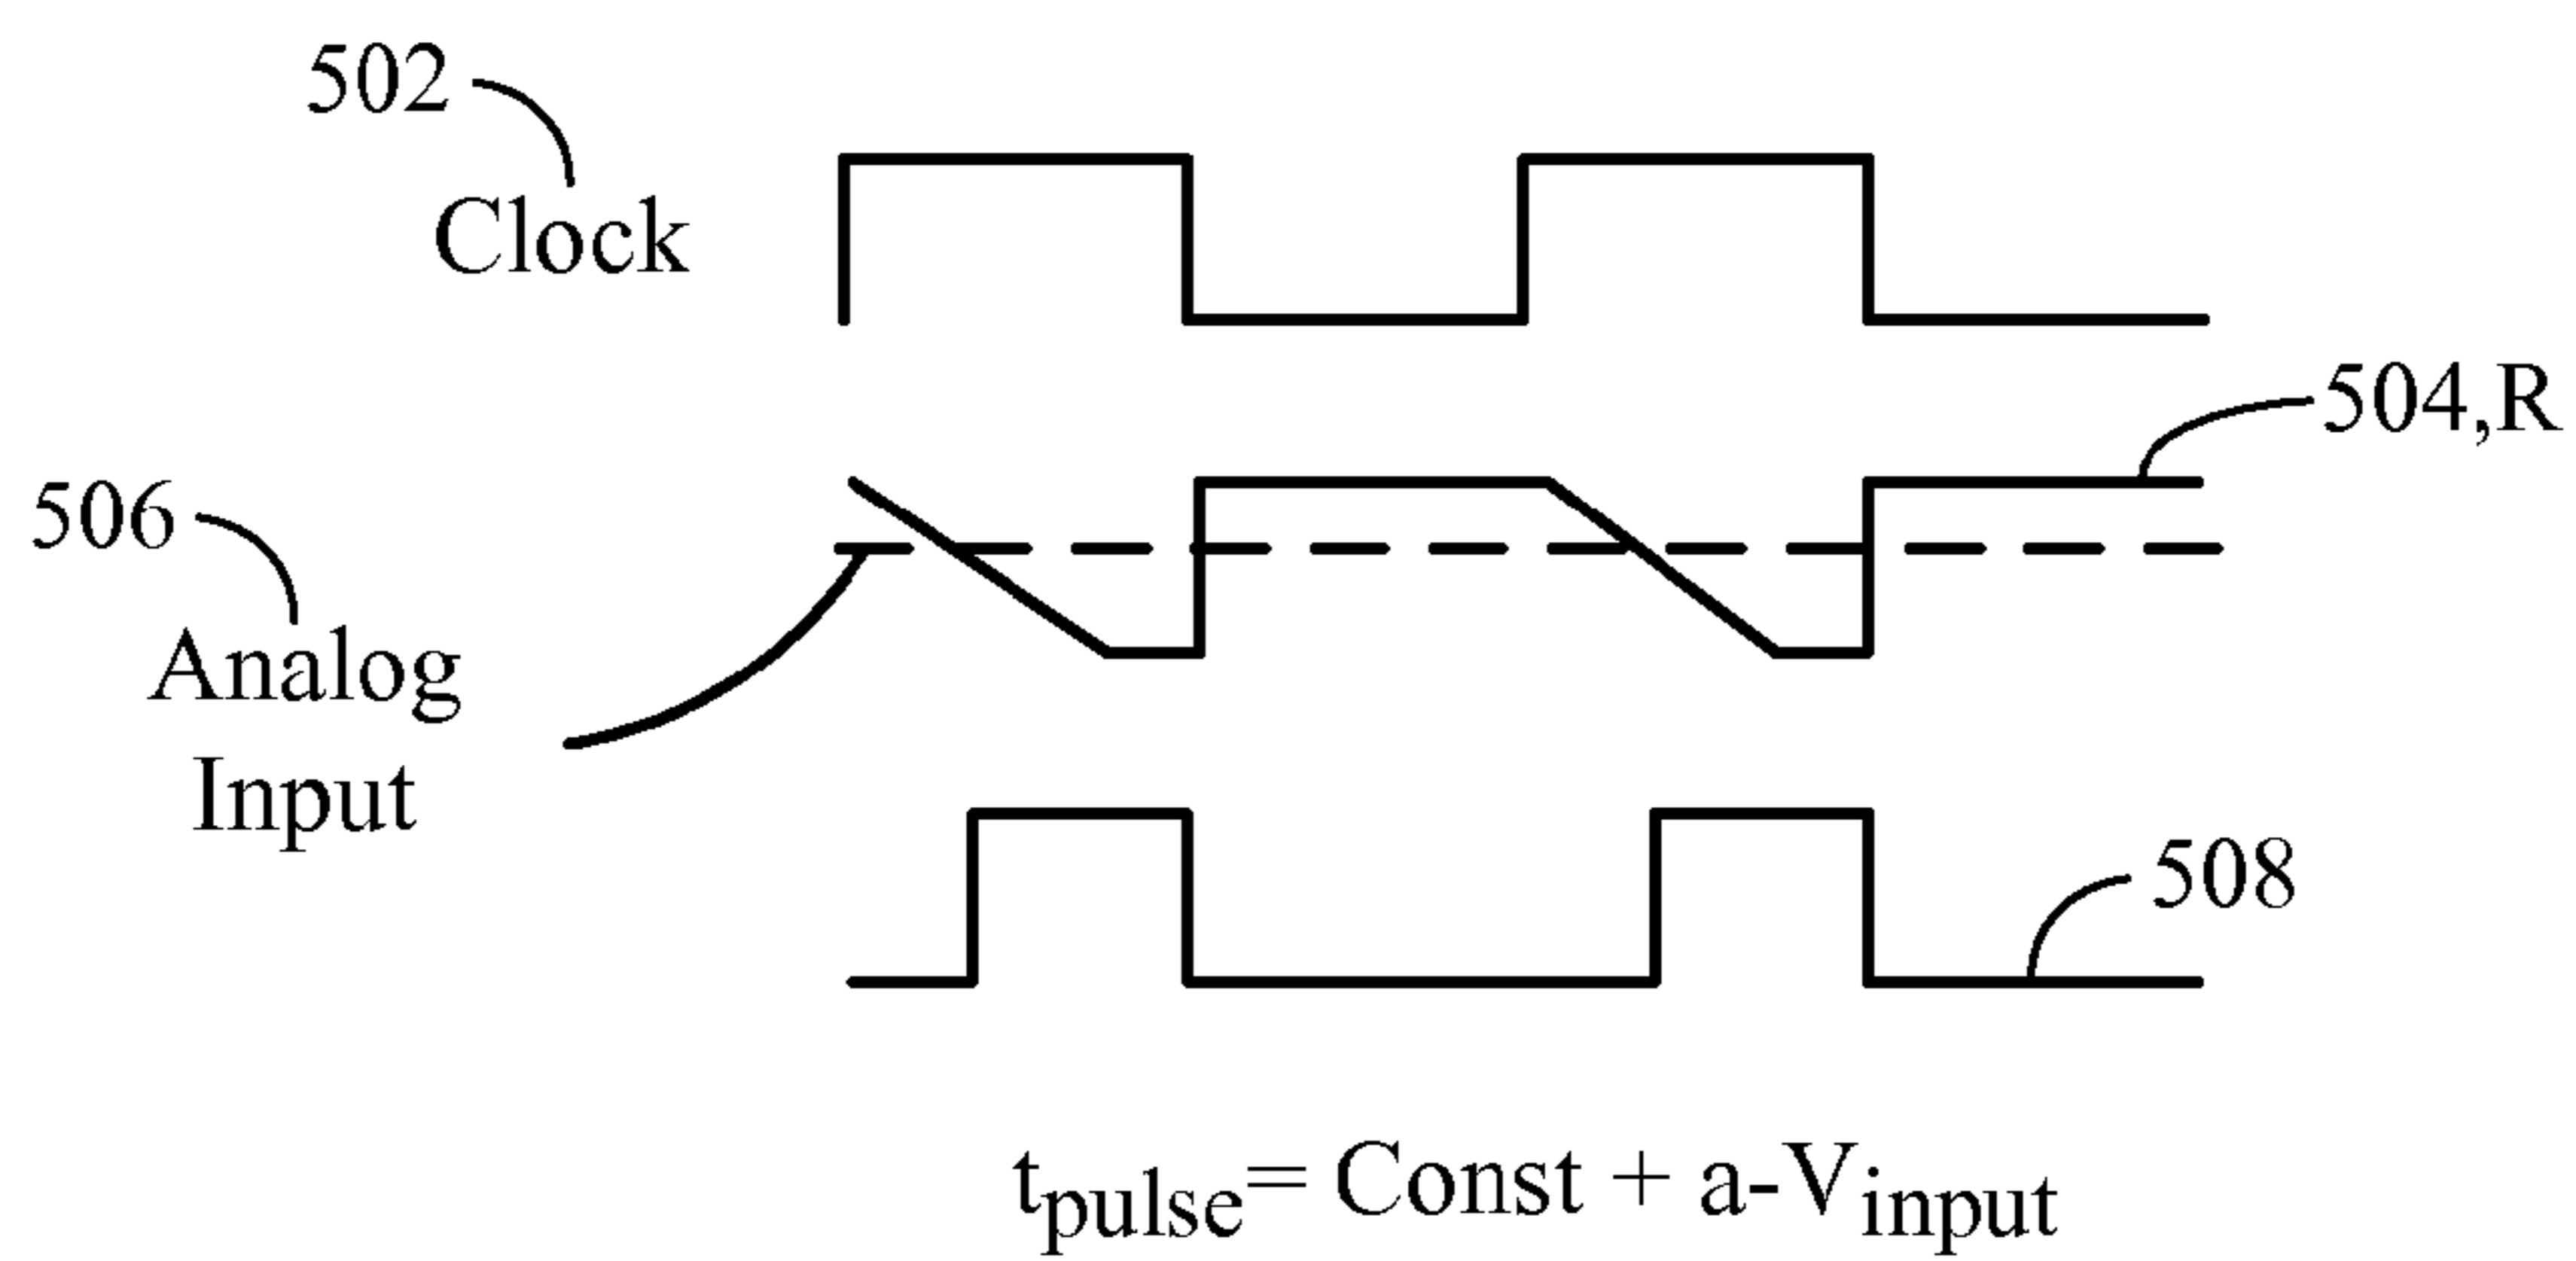 502
Clock
504,R
506
Analog
Input
508
tpulse= Const + a-Vinput